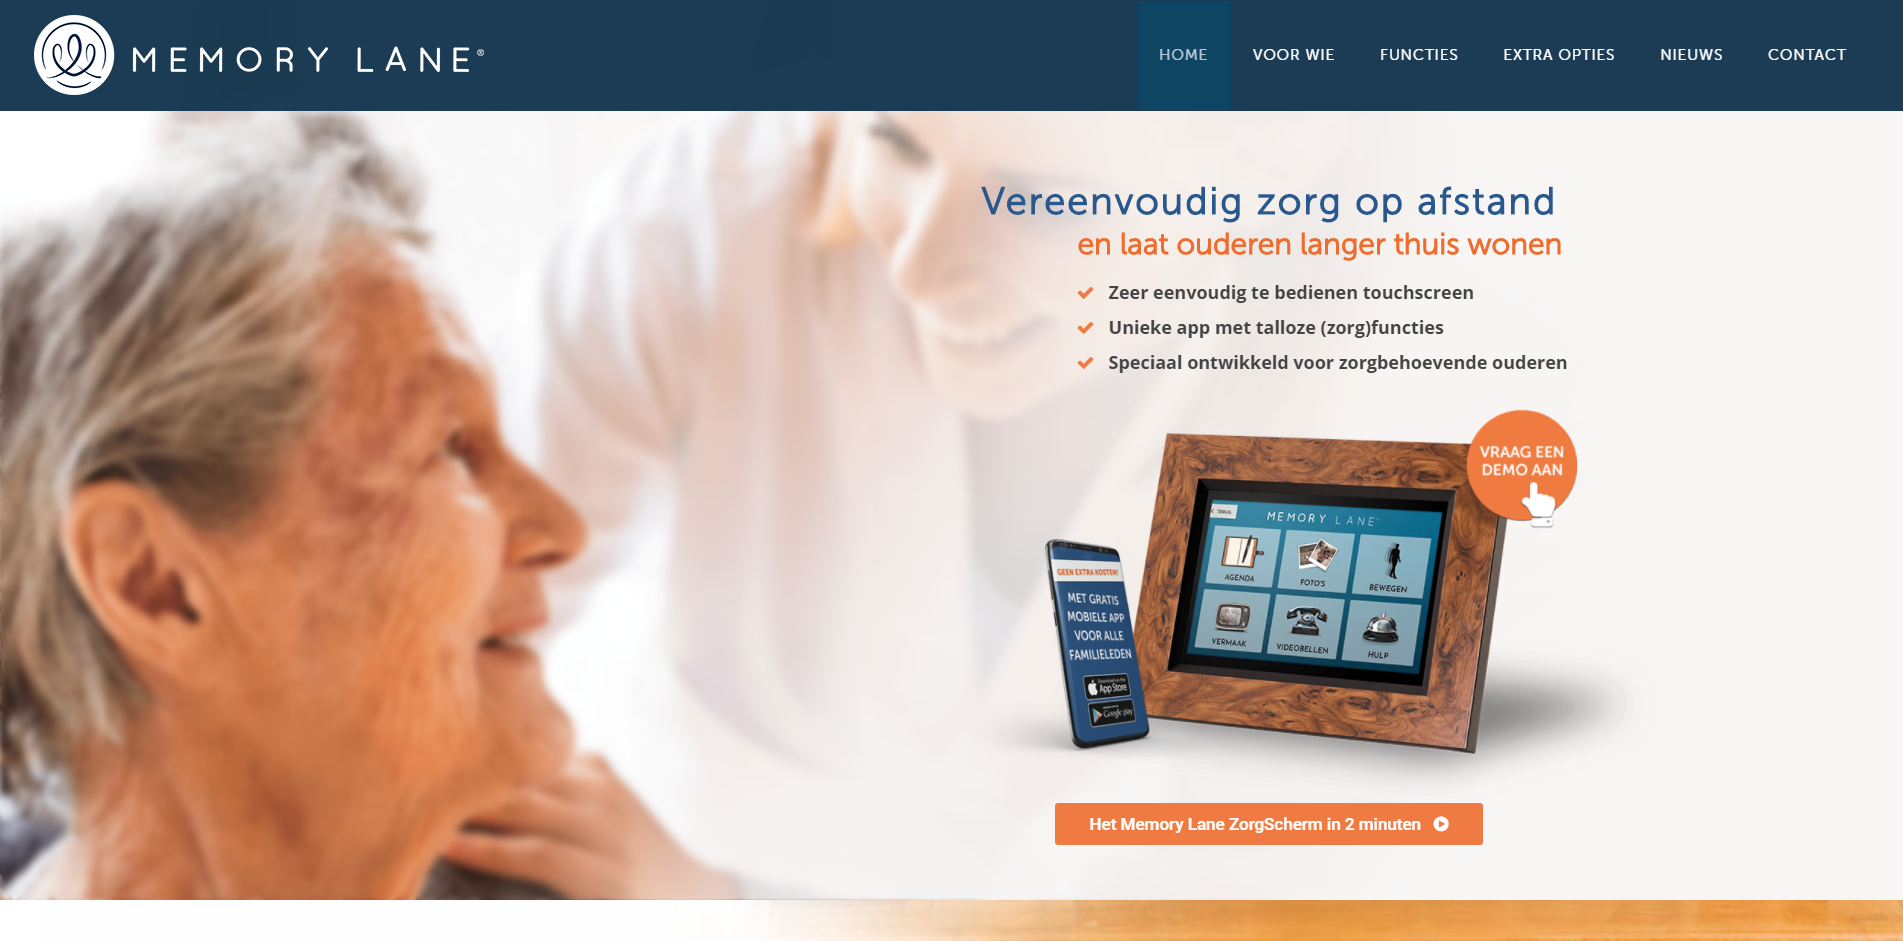 MEMORY LANE®
HOME
VOOR WIE
FUNCTIES
EXTRA OPTIES
NIEUWS
CONTACT
Vereenvoudig zorg op afstand
en laat ouderen langer thuis wonen
Zeer eenvoudig te bedienen touchscreen
Unieke app met talloze (zorg)functies
Speciaal ontwikkeld voor zorgbehoevende ouderen
VRAAG EEN
DEMO AAN
TERUG
MEMORY LANE®
AGENDA
FOTO'S
BEWEGEN
VERMAAK
VIDEOBELLEN
HULP
GEEN EXTRA KOSTEN!
MET GRATIS
MOBIELE APP
VOOR ALLE
FAMILIELEDEN
Download on the
App Store
Google play
Het Memory Lane ZorgScherm in 2 minuten